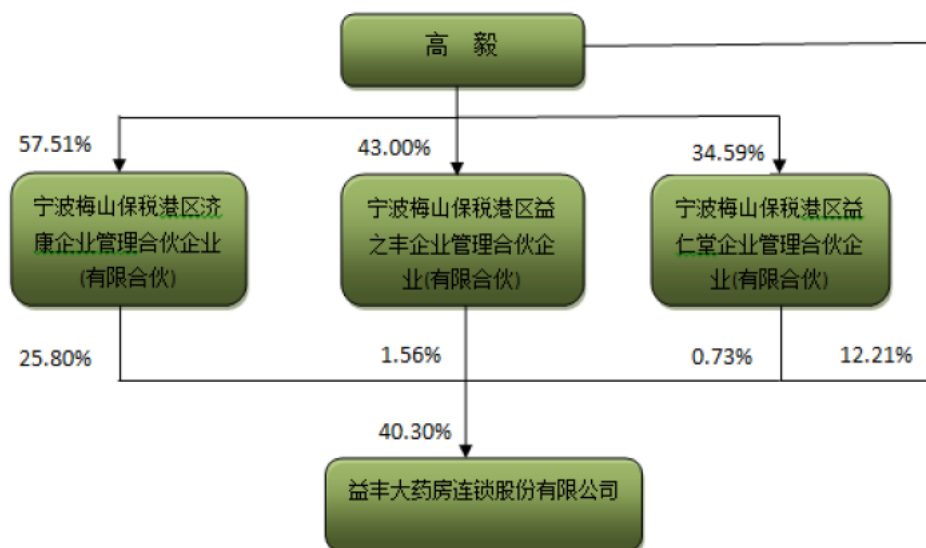 高 毅
57.51%
43.00%
34.59%
宁波梅山保税港区济
康企业管理合伙企业
(有限合伙)
宁波梅山保税港区益
之丰企业管理合伙企
业(有限合伙)
宁波梅山保税港区益
仁堂企业管理合伙企
业(有限合伙)
25.80%
1.56%
0.73%
12.21%
40.30%
益丰大药房连锁股份有限公司